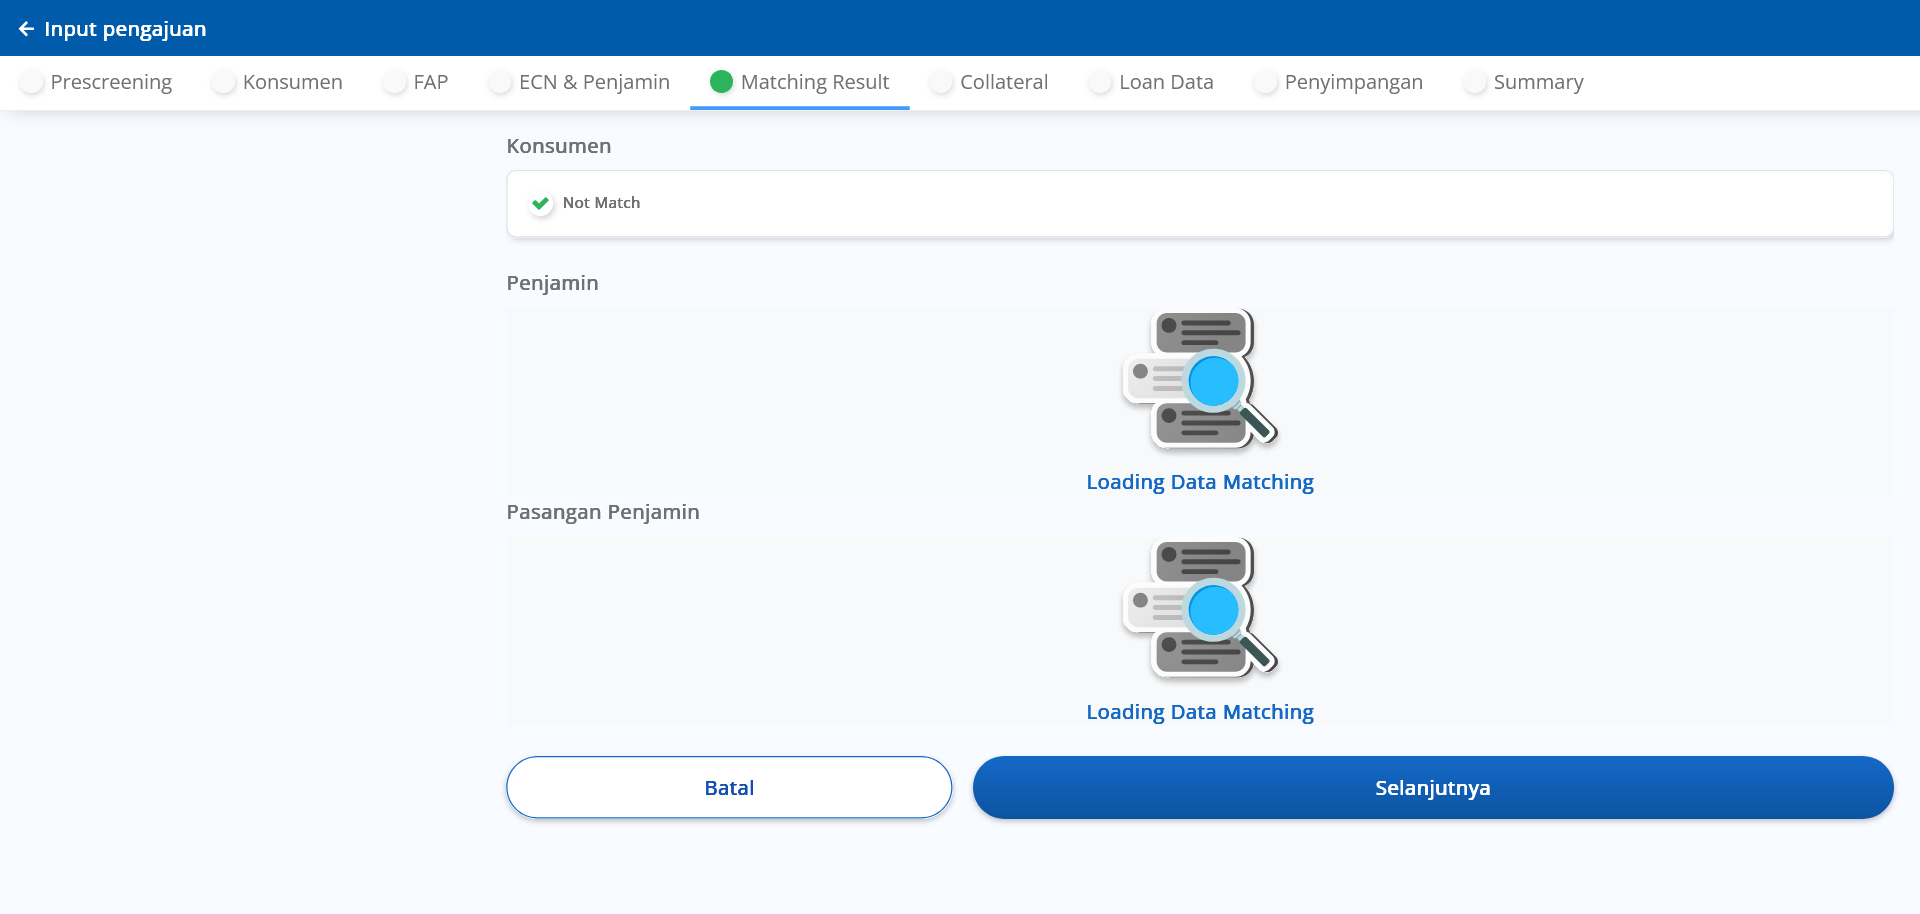 Input pengajuan
Prescreening Konsumen FAP ECN & Penjamin Matching Result Collateral Loan Data Penyimpangan Summary
Konsumen
Not Match
Penjamin
Loading Data Matching
Pasangan Penjamin
Loading Data Matching
Batal Selanjutnya